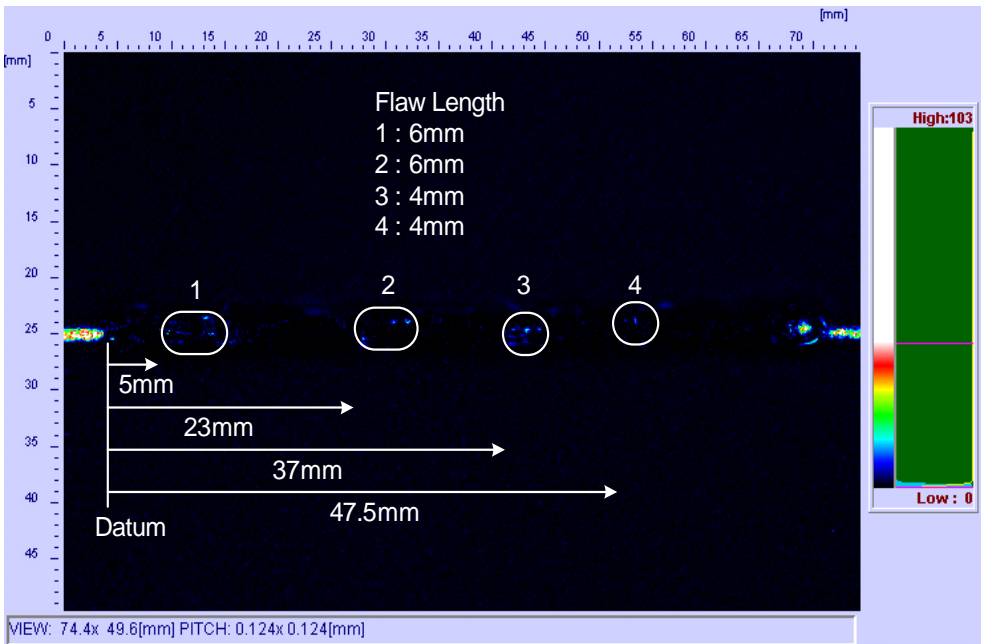 [mm]
0 5 10 15 20 25 30 35 40 45 50 55 60 65 70
[mm]
5
10
15
20
25
30
35
40
45
Flaw Length
1 : 6mm
2 : 6mm
3 : 4mm
4 : 4mm
1 2 3 4
5mm
23mm
37mm
47.5mm
Datum
High:103
Low : 0
VIEW: 74.4x 49.6[mm] PITCH: 0.124x 0.124[mm]